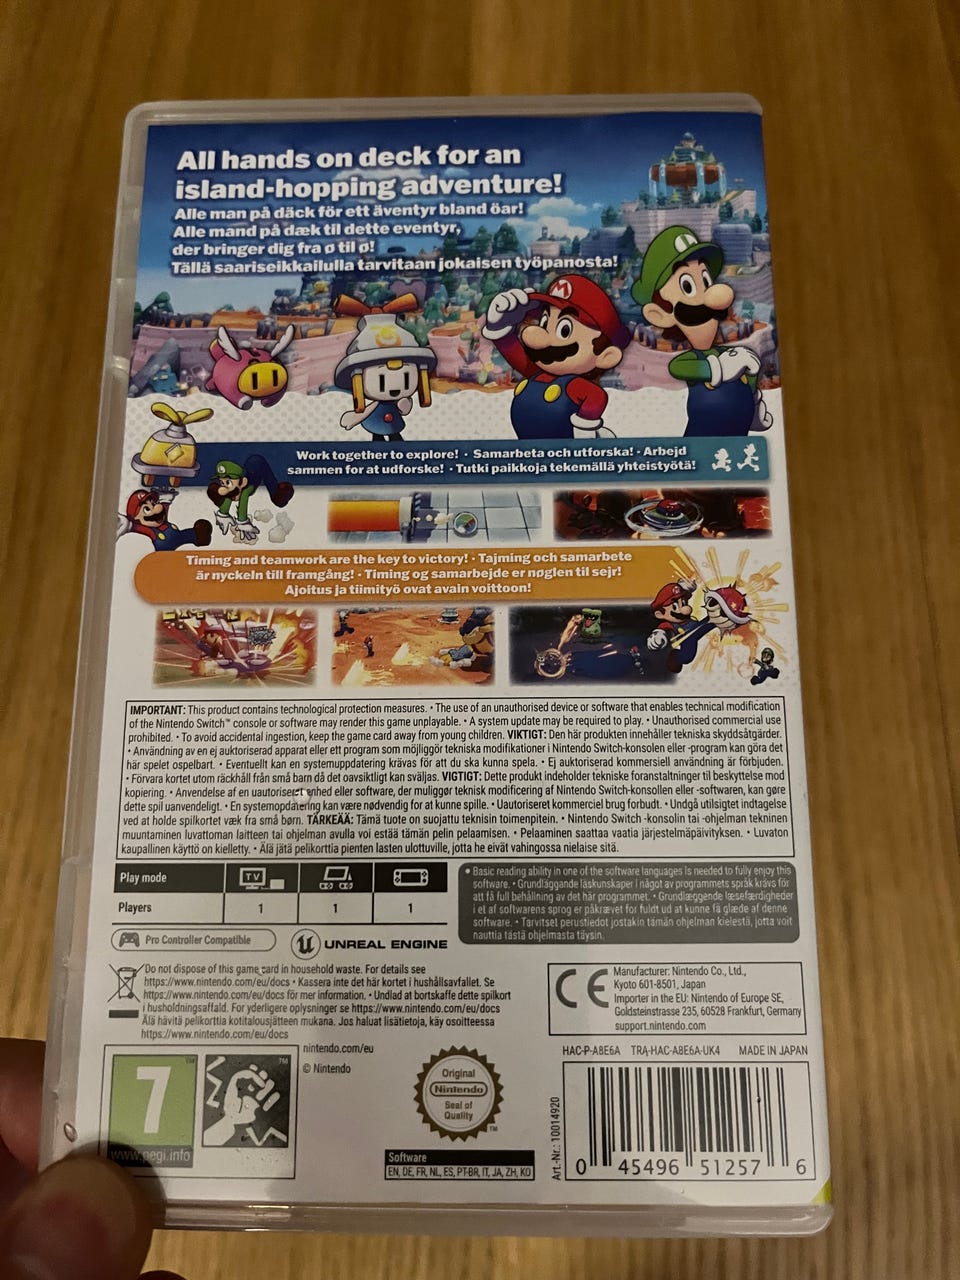 All hands on deck for an
island-hopping adventure!
Alle man på däck för ett äventyr bland öar!
Alle mand på dæk til dette eventyr,
der bringer dig fra ø til ø!
Tällä saariseikkailulla tarvitaan jokaisen työpanosta!
Work together to explore! · Samarbeta och utforska! · Arbejd
sammen for at udforske! · Tutki paikkoja tekemällä yhteistyötä!
Timing and teamwork are the key to victory! · Tajming och samarbete
är nyckeln till framgång! · Timing og samarbejde er nøglen til sejr!
Ajoitus ja tiimityö ovat avain voittoon!
IMPORTANT: This product contains technological protection measures. • The use of an unauthorised device or software that enables technical modification
of the Nintendo Switch™ console or software may render this game unplayable. • A system update may be required to play. • Unauthorised commercial use
prohibited. • To avoid accidental ingestion, keep the game card away from young children. VIKTIGT: Den här produkten innehåller tekniska skyddsåtgärder.
• Användning av en ej auktoriserad apparat eller ett program som möjliggör tekniska modifikationer i Nintendo Switch-konsolen eller -program kan göra det
här spelet ospelbart. • Eventuellt kan en systemuppdatering krävas för att du ska kunna spela. • Ej auktoriserad kommersiell användning är förbjuden.
• Förvara kortet utom räckhåll från små barn då det oavsiktligt kan sväljas. VIGTIGT: Dette produkt indeholder tekniske foranstaltninger til beskyttelse mod
kopiering. • Anvendelse af en uautoriseret enhed eller software, der muliggør teknisk modificering af Nintendo Switch-konsollen eller -softwaren, kan gøre
dette spil uanvendeligt. • En systemopdatering kan være nødvendig for at kunne spille. • Uautoriseret kommerciel brug forbudt. • Undgå utilsigtet indtagelse
ved at holde spilkortet væk fra små børn. TÄRKEÄÄ: Tämä tuote on suojattu teknisin toimenpitein. • Nintendo Switch -konsolin tai -ohjelman tekninen
muuntaminen luvattoman laitteen tai ohjelman avulla voi estää tämän pelin pelaamisen. • Pelaaminen saattaa vaatia järjestelmäpäivityksen. • Luvaton
kaupallinen käyttö on kielletty. • Älä jätä pelikorttia pienten lasten ulottuville, jotta he eivät vahingossa nielaise sitä.
Play mode TV
Players 1 1 1
• Basic reading ability in one of the software languages is needed to fully enjoy this
software. • Grundläggande läskunskaper i något av programmets språk krävs för
att få full behållning av det här programmet. • Grundlæggende læsefærdigheder
i et af softwarens sprog er påkrævet for fuldt ud at kunne få glæde af denne
software. • Tarvitset perustiedot jostakin tämän ohjelman kielestä, jotta voit
nauttia tästä ohjelmasta täysin.
Pro Controller Compatible
UNREAL ENGINE
Do not dispose of this game card in household waste. For details see
https://www.nintendo.com/eu/docs • Kassera inte det här kortet i hushållsavfallet. Se
https://www.nintendo.com/eu/docs för mer information. • Undlad at bortskaffe dette spilkort
i husholdningsaffald. For yderligere oplysninger se https://www.nintendo.com/eu/docs
Älä hävitä pelikorttia kotitalousjätteen mukana. Jos haluat lisätietoja, käy osoitteessa
https://www.nintendo.com/eu/docs
CE
Manufacturer: Nintendo Co., Ltd.,
Kyoto 601-8501, Japan
Importer in the EU: Nintendo of Europe SE,
Goldsteinstrasse 235, 60528 Frankfurt, Germany
support.nintendo.com
HAC-P-A8E6A TRA-HAC-A8E6A-UK4 MADE IN JAPAN
nintendo.com/eu
© Nintendo
7
www.pegi.info
Original
Nintendo
Seal of
Quality
TM
Software
EN, DE, FR, NL, ES, PT-BR, IT, JA, ZH, KO
Art.-Nr.: 10014920
0 45496 51257 6